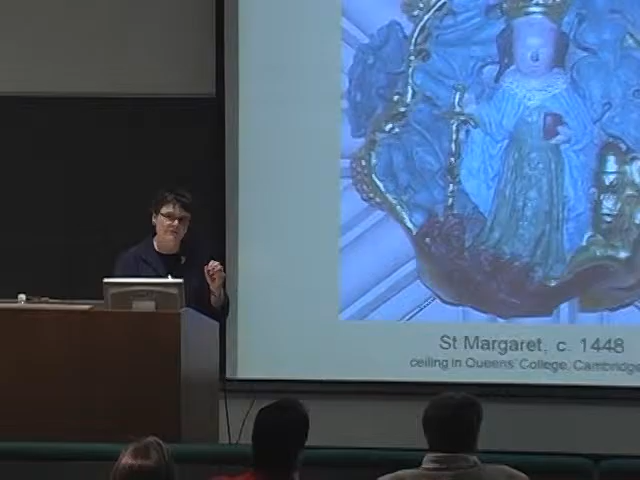 St Margaret, c. 1448
ceiling in Queens' College, Cambridge